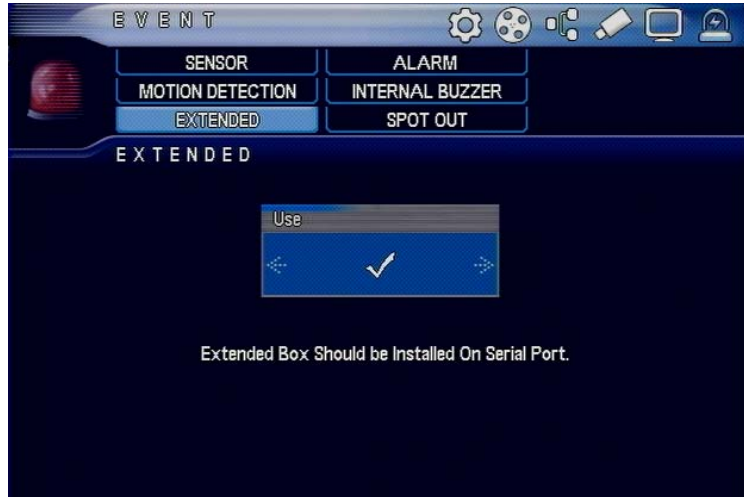 EVENT
SENSOR ALARM
MOTION DETECTION INTERNAL BUZZER
EXTENDED SPOT OUT
EXTENDED
Use
Extended Box Should be Installed On Serial Port.